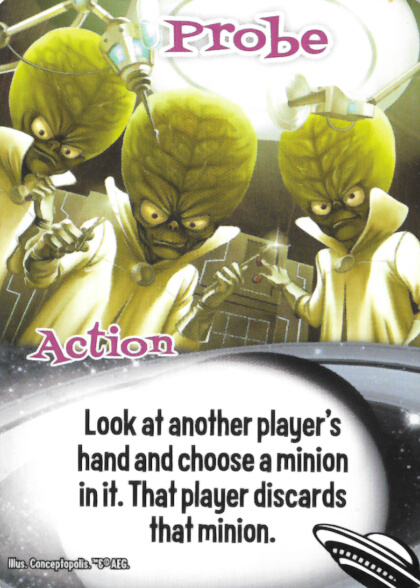 Probe
Action
Look at another player's
hand and choose a minion
in it. That player discards
that minion.
Illus. Conceptopolis. ™&©AEG.